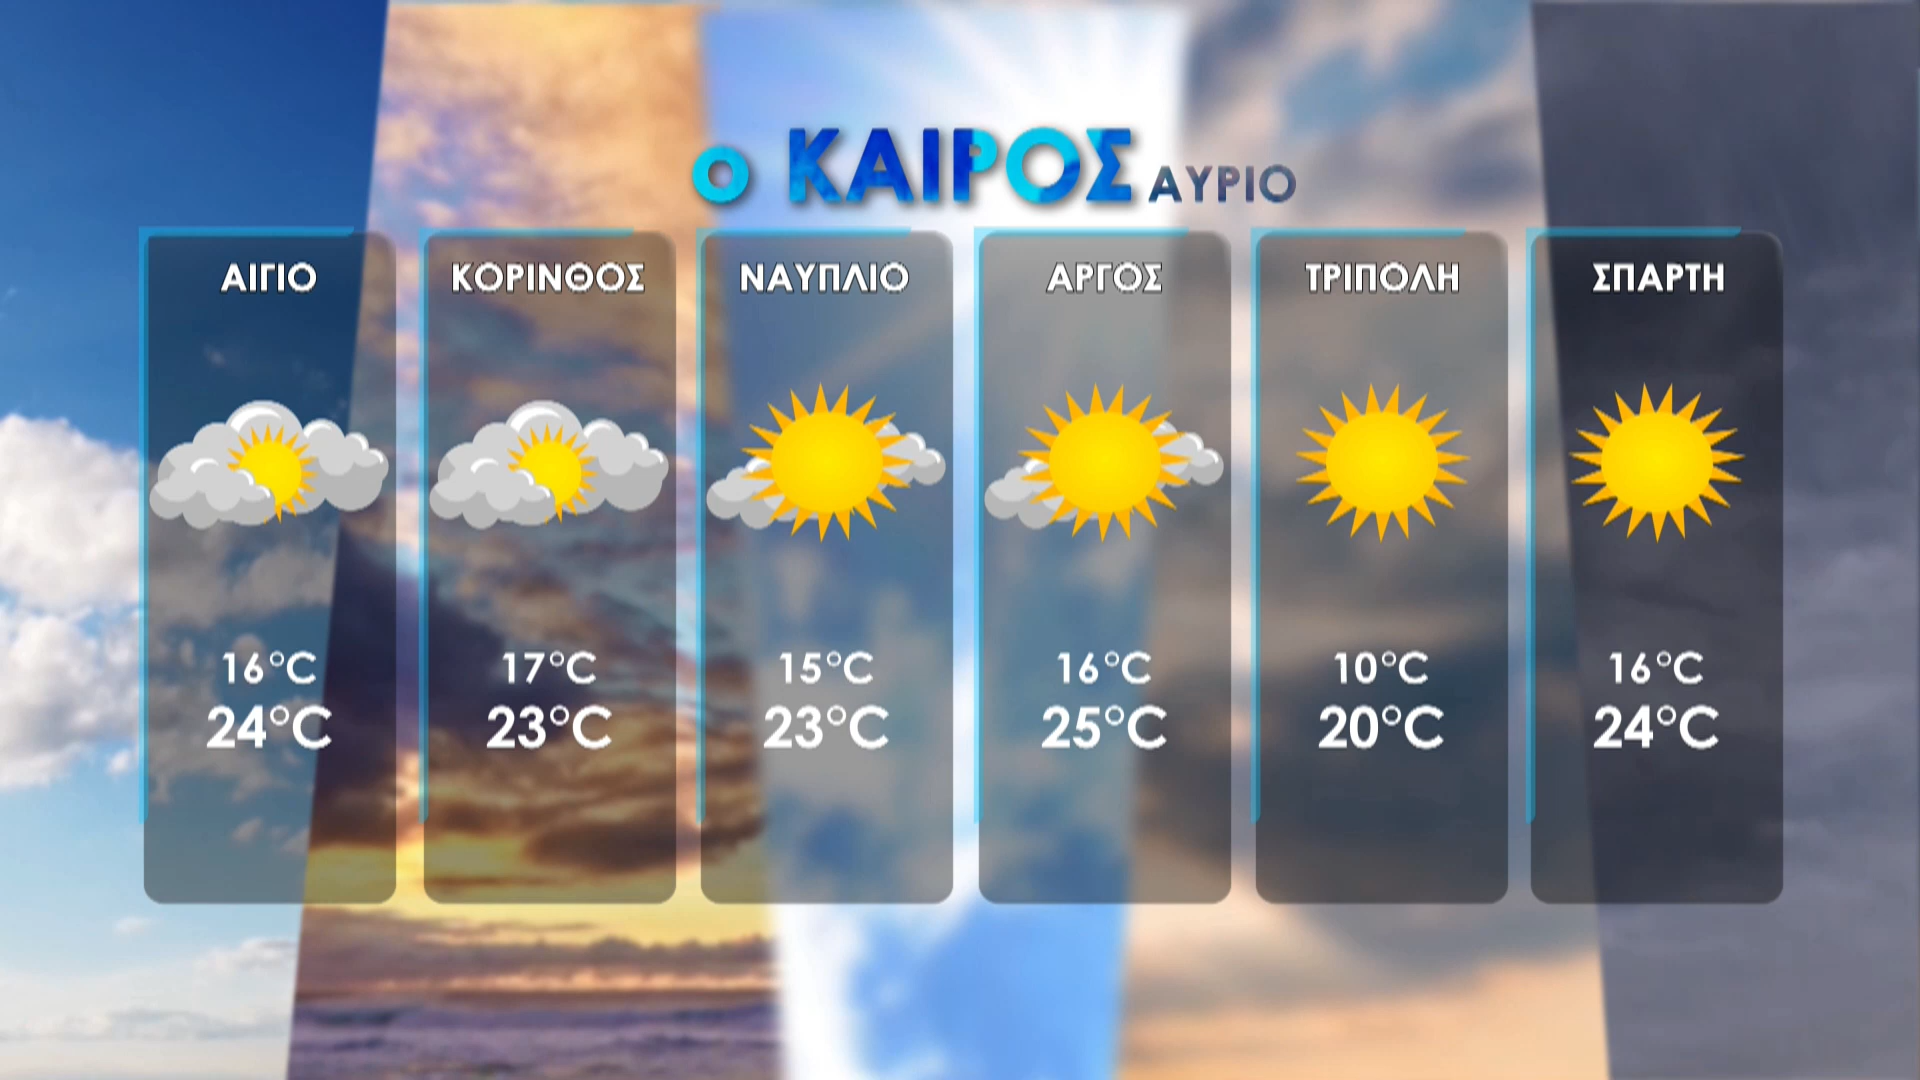 ο ΚΑΙΡΟΣ ΑΥΡΙΟ
ΑΙΓΙΟ
16°C
24°C
ΚΟΡΙΝΘΟΣ
17°C
23°C
ΝΑΥΠΛΙΟ
15°C
23°C
ΑΡΓΟΣ
16°C
25°C
ΤΡΙΠΟΛΗ
10°C
20°C
ΣΠΑΡΤΗ
16°C
24°C